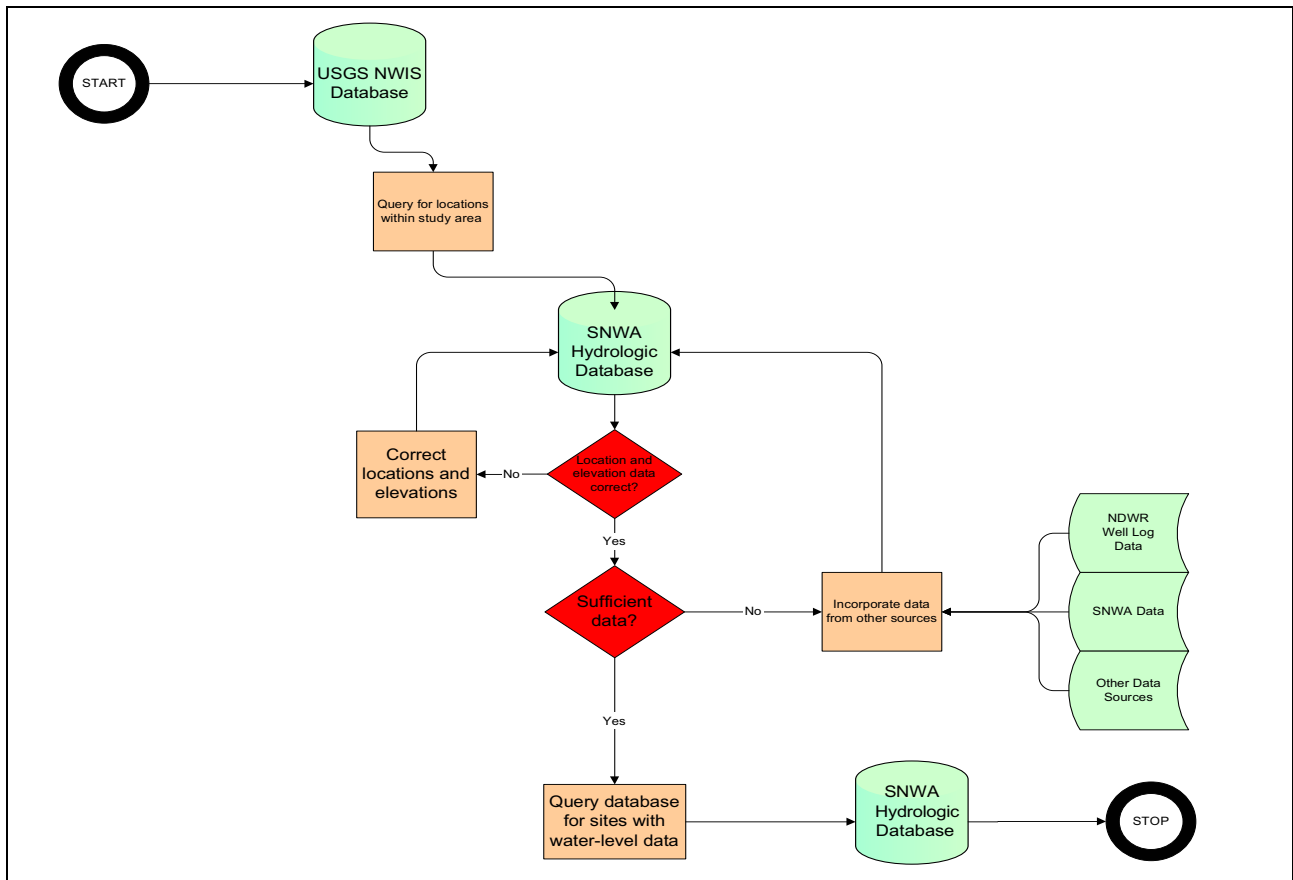 START
USGS NWIS
Database
Query for locations
within study area
SNWA
Hydrologic
Database
Correct
locations and
elevations
No
Location and
elevation data
correct?
Yes
Sufficient
data?
No
Incorporate data
from other sources
NDWR
Well Log
Data
SNWA Data
Other Data
Sources
Yes
Query database
for sites with
water-level data
SNWA
Hydrologic
Database
STOP